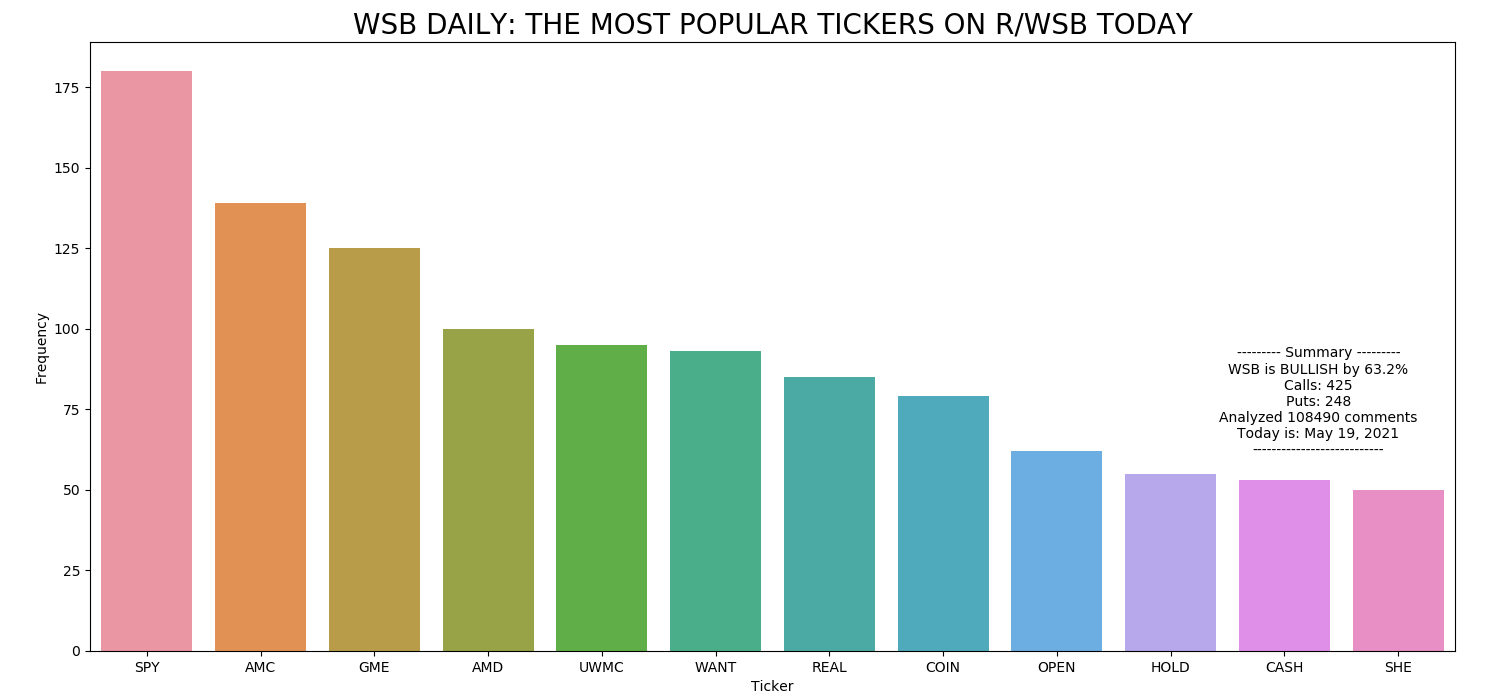 WSB DAILY: THE MOST POPULAR TICKERS ON R/WSB TODAY
175
150
125
100
75
50
25
0
Frequency
--------- Summary ---------
WSB is BULLISH by 63.2%
Calls: 425
Puts: 248
Analyzed 108490 comments
Today is: May 19, 2021
---------------------------
SPY AMC GME AMD UWMC WANT REAL COIN OPEN HOLD CASH SHE
Ticker